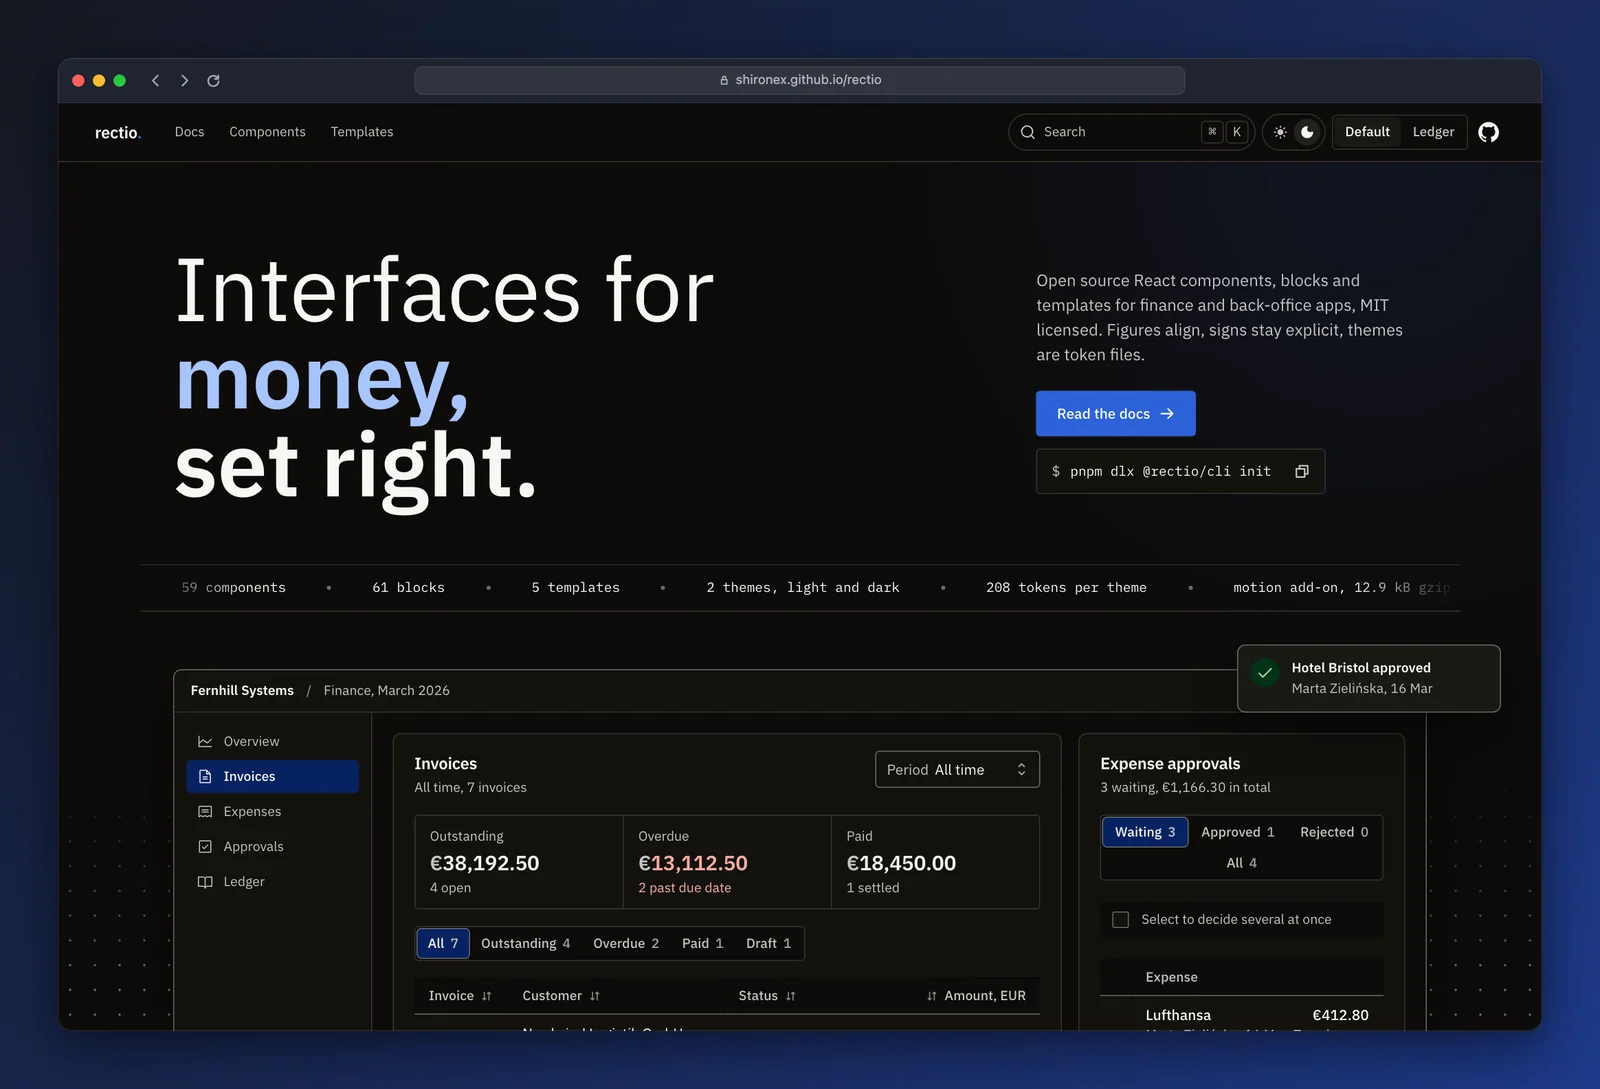 shironex.github.io/rectio
rectio.
Docs
Components
Templates
Search
⌘ K
Default
Ledger
Interfaces for
money,
set right.
Open source React components, blocks and
templates for finance and back-office apps, MIT
licensed. Figures align, signs stay explicit, themes
are token files.
Read the docs →
$ pnpm dlx @rectio/cli init
59 components • 61 blocks • 5 templates • 2 themes, light and dark • 208 tokens per theme • motion add-on, 12.9 kB gzip
Hotel Bristol approved
Marta Zielińska, 16 Mar
Fernhill Systems / Finance, March 2026
Overview
Invoices
Expenses
Approvals
Ledger
Invoices
All time, 7 invoices
Period All time
Outstanding
€38,192.50
4 open
Overdue
€13,112.50
2 past due date
Paid
€18,450.00
1 settled
All 7
Outstanding 4
Overdue 2
Paid 1
Draft 1
Invoice
Customer
Status
Amount, EUR
Expense approvals
3 waiting, €1,166.30 in total
Waiting 3
Approved 1
Rejected 0
All 4
Select to decide several at once
Expense
Lufthansa
€412.80